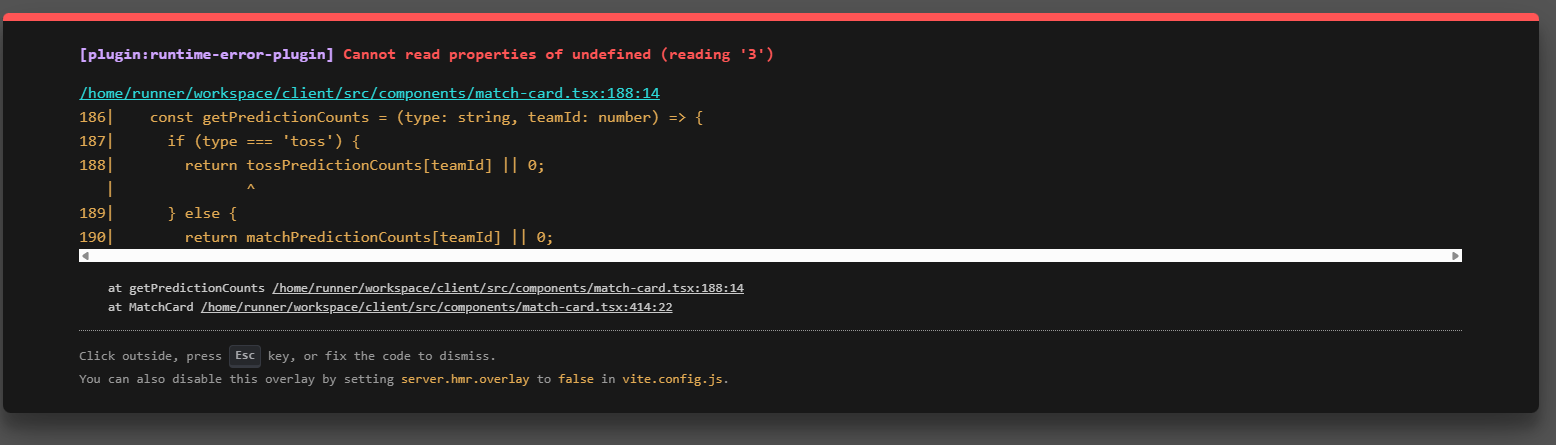 [plugin:runtime-error-plugin] Cannot read properties of undefined (reading '3')
/home/runner/workspace/client/src/components/match-card.tsx:188:14
186|    const getPredictionCounts = (type: string, teamId: number) => {
187|      if (type === 'toss') {
188|        return tossPredictionCounts[teamId] || 0;
   |               ^
189|      } else {
190|        return matchPredictionCounts[teamId] || 0;
at getPredictionCounts /home/runner/workspace/client/src/components/match-card.tsx:188:14
at MatchCard /home/runner/workspace/client/src/components/match-card.tsx:414:22
Click outside, press Esc key, or fix the code to dismiss.
You can also disable this overlay by setting server.hmr.overlay to false in vite.config.js.